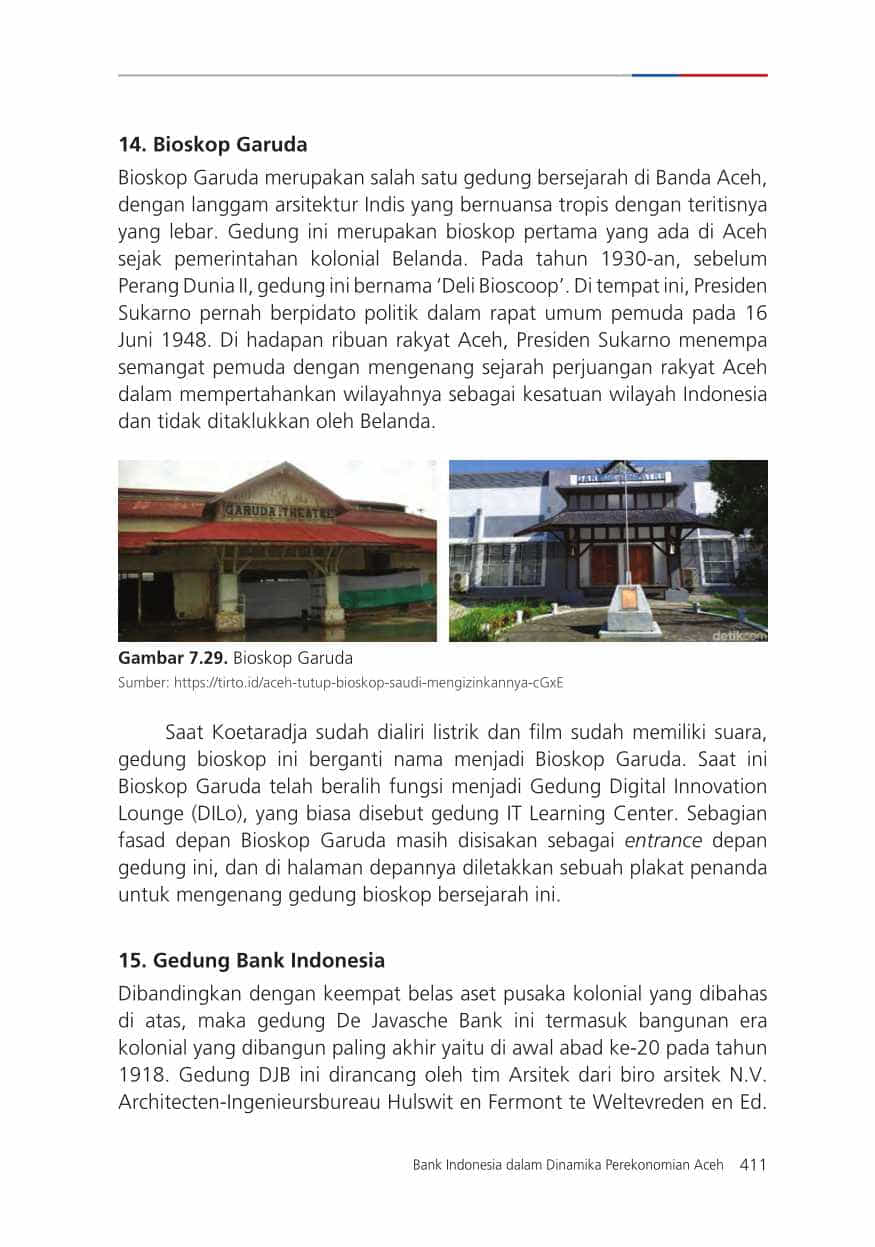 14. Bioskop Garuda
Bioskop Garuda merupakan salah satu gedung bersejarah di Banda Aceh,
dengan langgam arsitektur Indis yang bernuansa tropis dengan teritisnya
yang lebar. Gedung ini merupakan bioskop pertama yang ada di Aceh
sejak pemerintahan kolonial Belanda. Pada tahun 1930-an, sebelum
Perang Dunia II, gedung ini bernama ‘Deli Bioscoop’. Di tempat ini, Presiden
Sukarno pernah berpidato politik dalam rapat umum pemuda pada 16
Juni 1948. Di hadapan ribuan rakyat Aceh, Presiden Sukarno menempa
semangat pemuda dengan mengenang sejarah perjuangan rakyat Aceh
dalam mempertahankan wilayahnya sebagai kesatuan wilayah Indonesia
dan tidak ditaklukkan oleh Belanda.
GARUDA THEATRE
GARUDA THEATRE
detikcom
Gambar 7.29. Bioskop Garuda
Sumber: https://tirto.id/aceh-tutup-bioskop-saudi-mengizinkannya-cGxE
Saat Koetaradja sudah dialiri listrik dan film sudah memiliki suara,
gedung bioskop ini berganti nama menjadi Bioskop Garuda. Saat ini
Bioskop Garuda telah beralih fungsi menjadi Gedung Digital Innovation
Lounge (DILo), yang biasa disebut gedung IT Learning Center. Sebagian
fasad depan Bioskop Garuda masih disisakan sebagai entrance depan
gedung ini, dan di halaman depannya diletakkan sebuah plakat penanda
untuk mengenang gedung bioskop bersejarah ini.
15. Gedung Bank Indonesia
Dibandingkan dengan keempat belas aset pusaka kolonial yang dibahas
di atas, maka gedung De Javasche Bank ini termasuk bangunan era
kolonial yang dibangun paling akhir yaitu di awal abad ke-20 pada tahun
1918. Gedung DJB ini dirancang oleh tim Arsitek dari biro arsitek N.V.
Architecten-Ingenieursbureau Hulswit en Fermont te Weltevreden en Ed.
Bank Indonesia dalam Dinamika Perekonomian Aceh 411